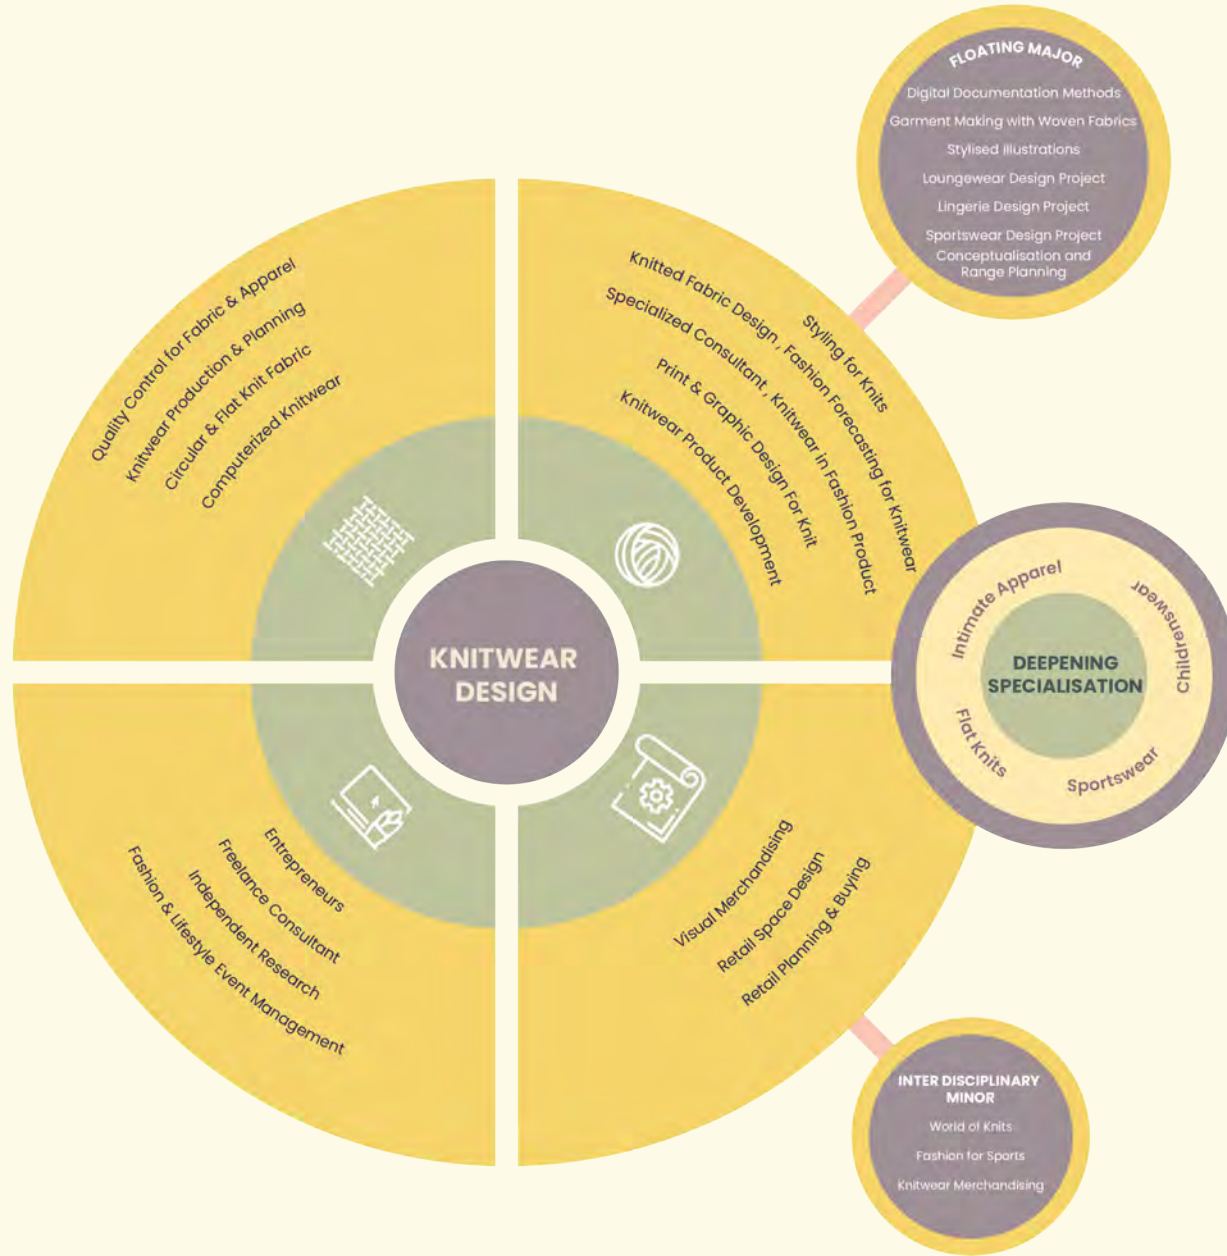 FLOATING MAJOR
Digital Documentation Methods
Garment Making with Woven Fabrics
Stylised Illustrations
Loungewear Design Project
Lingerie Design Project
Sportswear Design Project
Conceptualisation and
Range Planning
Quality Control for Fabric & Apparel
Knitwear Production & Planning
Circular & Flat Knit Fabric
Computerized Knitwear
Styling for Knits
Knitted Fabric Design , Fashion Forecasting for Knitwear
Specialized Consultant , Knitwear in Fashion Product
Print & Graphic Design For Knit
Knitwear Product Development
KNITWEAR
DESIGN
Intimate Apparel
Childrenswear
DEEPENING
SPECIALISATION
Flat Knits
Sportswear
Entrepreneurs
Freelance Consultant
Independent Research
Fashion & Lifestyle Event Management
Visual Merchandising
Retail Space Design
Retail Planning & Buying
INTER DISCIPLINARY
MINOR
World of Knits
Fashion for Sports
Knitwear Merchandising